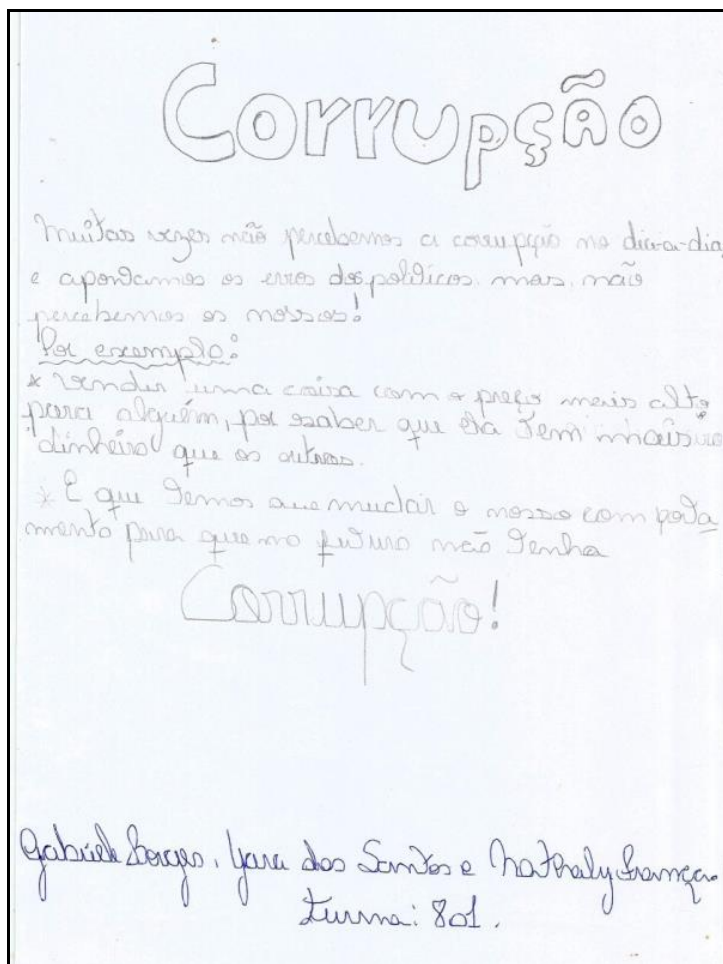 Corrupção
Muitas vezes não percebemos a corrupção no dia-a-dia,
e apontamos os erros dos politicos. mais, não
percebemos os nossos!
Por exemplo:
* vender uma coisa com o preço mais alto
para alguém, por saber que ela tem mais
dinheiro que os outros.
* E que temos que mudar o nosso comporta
mento para que no futuro não tenha
Corrupção!
Gabriele Borges, Yara dos Santos e Nathaly França.
Turma: 801.